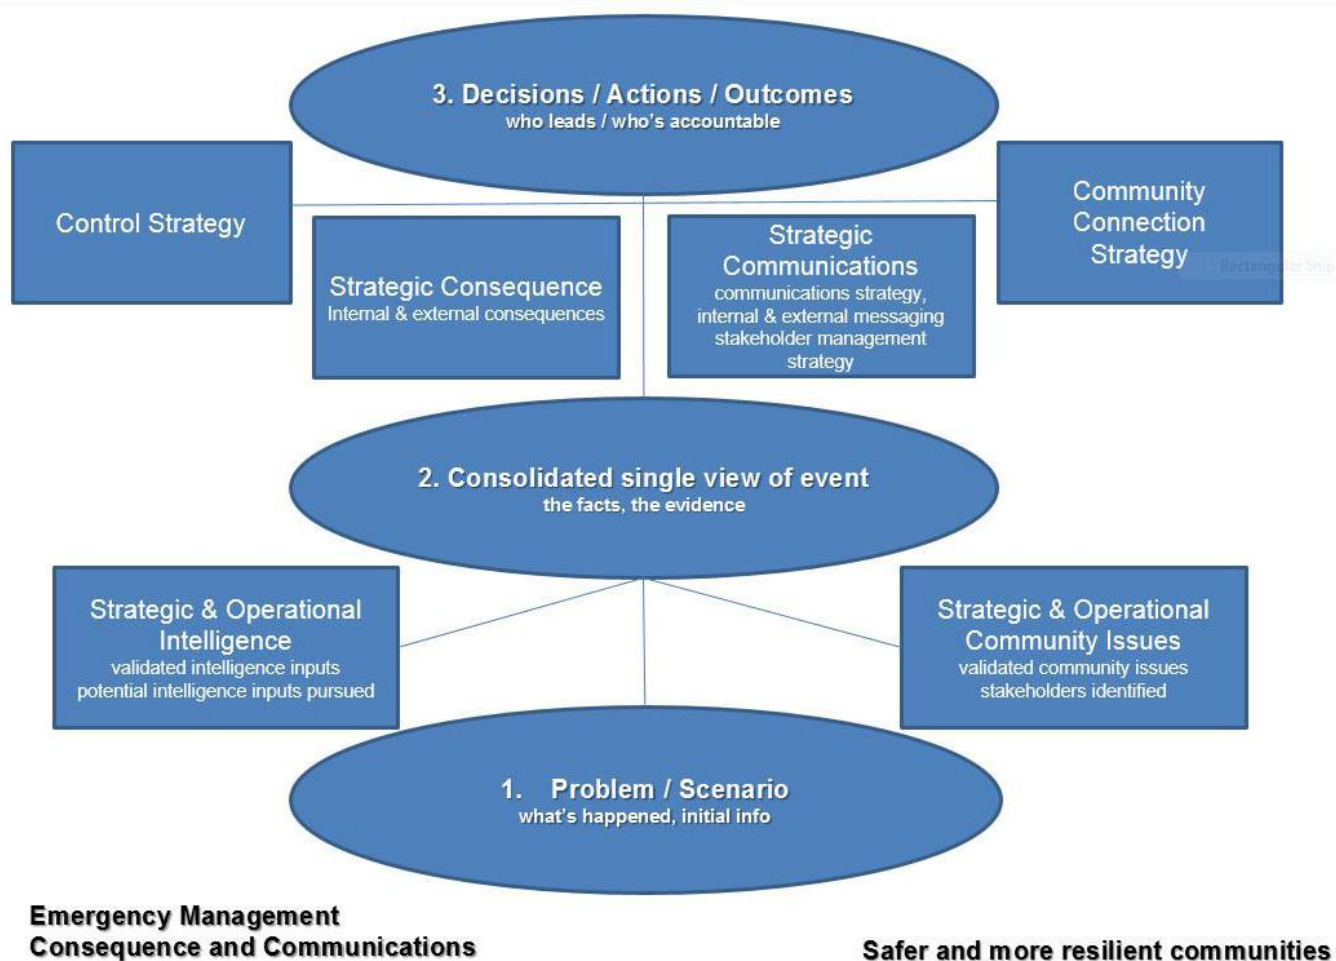 3. Decisions / Actions / Outcomes
who leads / who's accountable
Control Strategy
Strategic Consequence
Internal & external consequences
Strategic
Communications
communications strategy,
internal & external messaging
stakeholder management
strategy
Community
Connection
Strategy
Rectangular Snip
2. Consolidated single view of event
the facts, the evidence
Strategic & Operational
Intelligence
validated intelligence inputs
potential intelligence inputs pursued
Strategic & Operational
Community Issues
validated community issues
stakeholders identified
1. Problem / Scenario
what's happened, initial info
Emergency Management
Consequence and Communications
Safer and more resilient communities